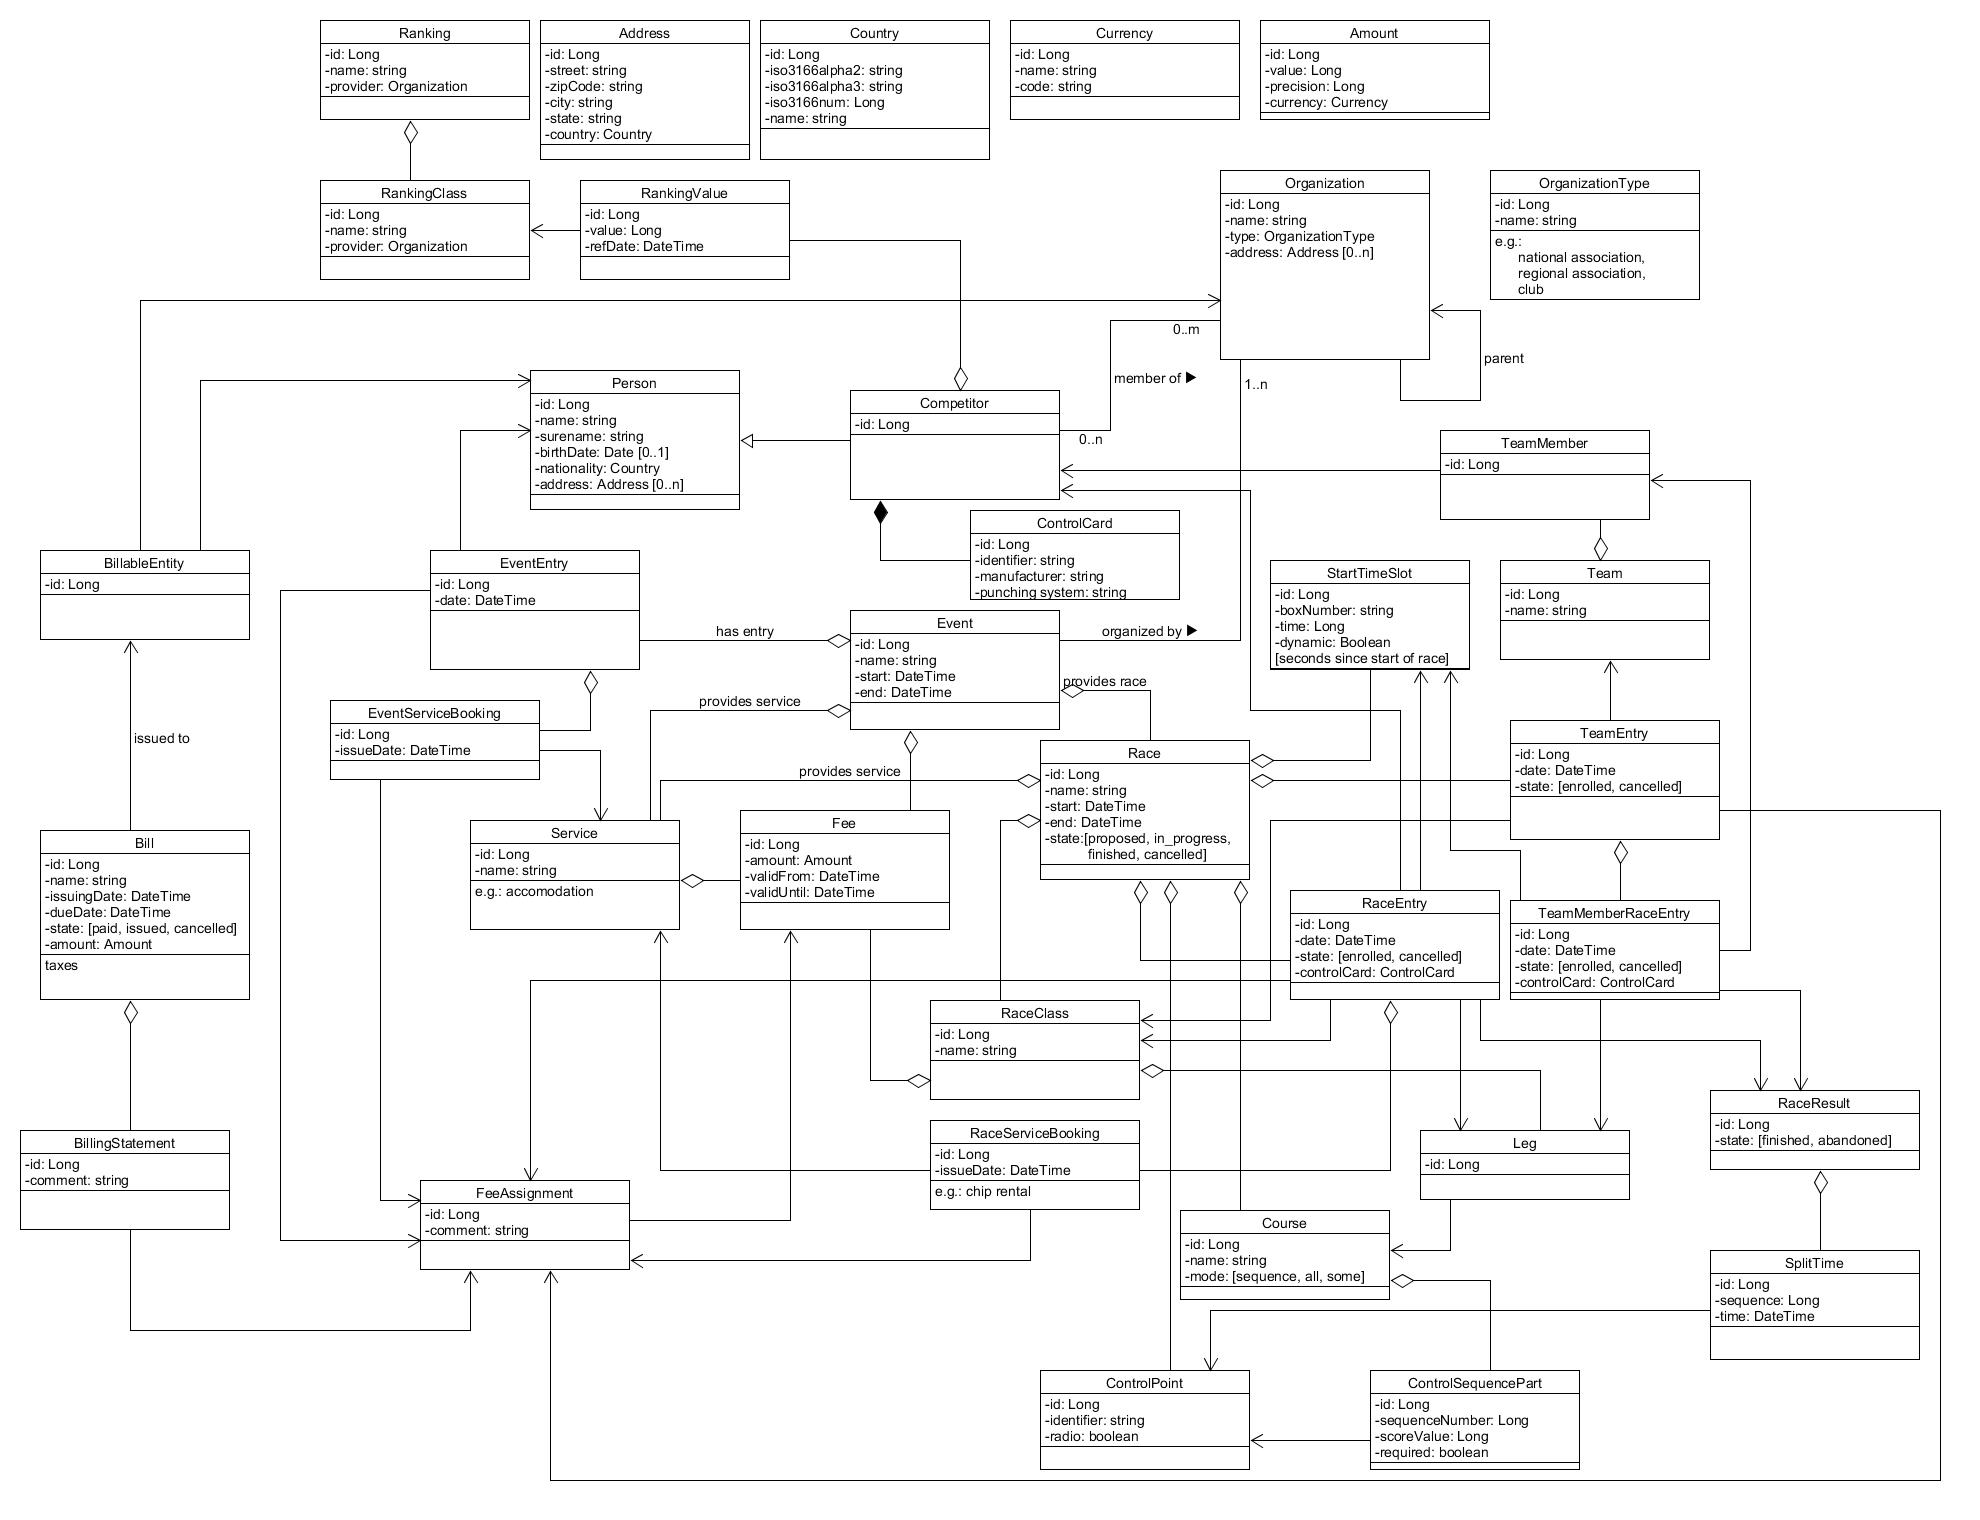 Ranking
-id: Long
-name: string
-provider: Organization
Address
-id: Long
-street: string
-zipCode: string
-city: string
-state: string
-country: Country
Country
-id: Long
-iso3166alpha2: string
-iso3166alpha3: string
-iso3166num: Long
-name: string
Currency
-id: Long
-name: string
-code: string
Amount
-id: Long
-value: Long
-precision: Long
-currency: Currency
RankingClass
-id: Long
-name: string
-provider: Organization
RankingValue
-id: Long
-value: Long
-refDate: DateTime
Organization
-id: Long
-name: string
-type: OrganizationType
-address: Address [0..n]
OrganizationType
-id: Long
-name: string
e.g.:
national association,
regional association,
club
0..m
parent
member of ▶
1..n
0..n
Person
-id: Long
-name: string
-surename: string
-birthDate: Date [0..1]
-nationality: Country
-address: Address [0..n]
Competitor
-id: Long
TeamMember
-id: Long
ControlCard
-id: Long
-identifier: string
-manufacturer: string
-punching system: string
BillableEntity
-id: Long
EventEntry
-id: Long
-date: DateTime
StartTimeSlot
-id: Long
-boxNumber: string
-time: Long
-dynamic: Boolean
[seconds since start of race]
Team
-id: Long
-name: string
has entry
Event
-id: Long
-name: string
-start: DateTime
-end: DateTime
organized by ▶
provides race
provides service
issued to
EventServiceBooking
-id: Long
-issueDate: DateTime
provides service
Race
-id: Long
-name: string
-start: DateTime
-end: DateTime
-state:[proposed, in_progress,
finished, cancelled]
TeamEntry
-id: Long
-date: DateTime
-state: [enrolled, cancelled]
Bill
-id: Long
-name: string
-issuingDate: DateTime
-dueDate: DateTime
-state: [paid, issued, cancelled]
-amount: Amount
taxes
Service
-id: Long
-name: string
e.g.: accomodation
Fee
-id: Long
-amount: Amount
-validFrom: DateTime
-validUntil: DateTime
RaceEntry
-id: Long
-date: DateTime
-state: [enrolled, cancelled]
-controlCard: ControlCard
TeamMemberRaceEntry
-id: Long
-date: DateTime
-state: [enrolled, cancelled]
-controlCard: ControlCard
RaceClass
-id: Long
-name: string
RaceResult
-id: Long
-state: [finished, abandoned]
BillingStatement
-id: Long
-comment: string
RaceServiceBooking
-id: Long
-issueDate: DateTime
e.g.: chip rental
Leg
-id: Long
FeeAssignment
-id: Long
-comment: string
Course
-id: Long
-name: string
-mode: [sequence, all, some]
SplitTime
-id: Long
-sequence: Long
-time: DateTime
ControlPoint
-id: Long
-identifier: string
-radio: boolean
ControlSequencePart
-id: Long
-sequenceNumber: Long
-scoreValue: Long
-required: boolean